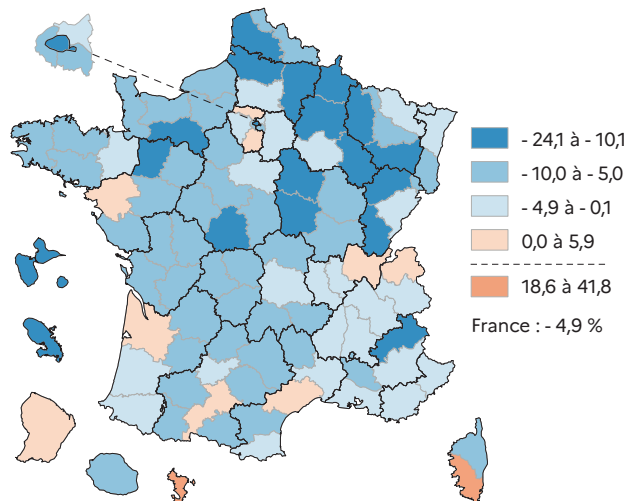 - 24,1 à - 10,1
- 10,0 à - 5,0
- 4,9 à - 0,1
0,0 à 5,9
18,6 à 41,8
France : - 4,9 %